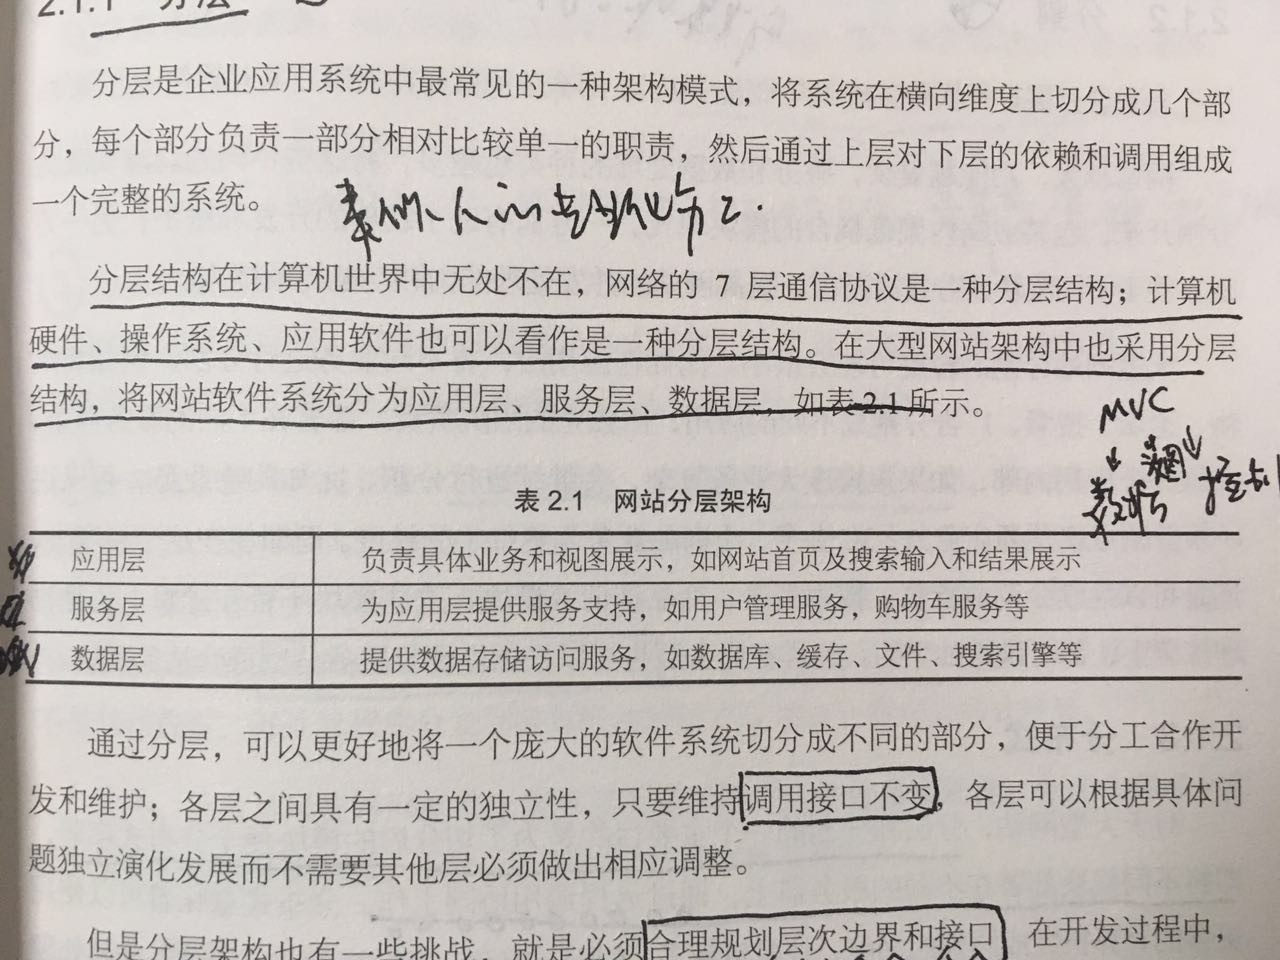 2.1.1 分层
分层是企业应用系统中最常见的一种架构模式，将系统在横向维度上切分成几个部
分，每个部分负责一部分相对比较单一的职责，然后通过上层对下层的依赖和调用组成
一个完整的系统。
分层结构在计算机世界中无处不在，网络的 7 层通信协议是一种分层结构；计算机
硬件、操作系统、应用软件也可以看作是一种分层结构。在大型网站架构中也采用分层
结构，将网站软件系统分为应用层、服务层、数据层，如表 2.1 所示。
MVC
数据 视图 控制
表 2.1 网站分层架构
应用层 负责具体业务和视图展示，如网站首页及搜索输入和结果展示
服务层 为应用层提供服务支持，如用户管理服务，购物车服务等
数据层 提供数据存储访问服务，如数据库、缓存、文件、搜索引擎等
通过分层，可以更好地将一个庞大的软件系统切分成不同的部分，便于分工合作开
发和维护；各层之间具有一定的独立性，只要维持调用接口不变，各层可以根据具体问
题独立演化发展而不需要其他层必须做出相应调整。
但是分层架构也有一些挑战，就是必须合理规划层次边界和接口，在开发过程中，